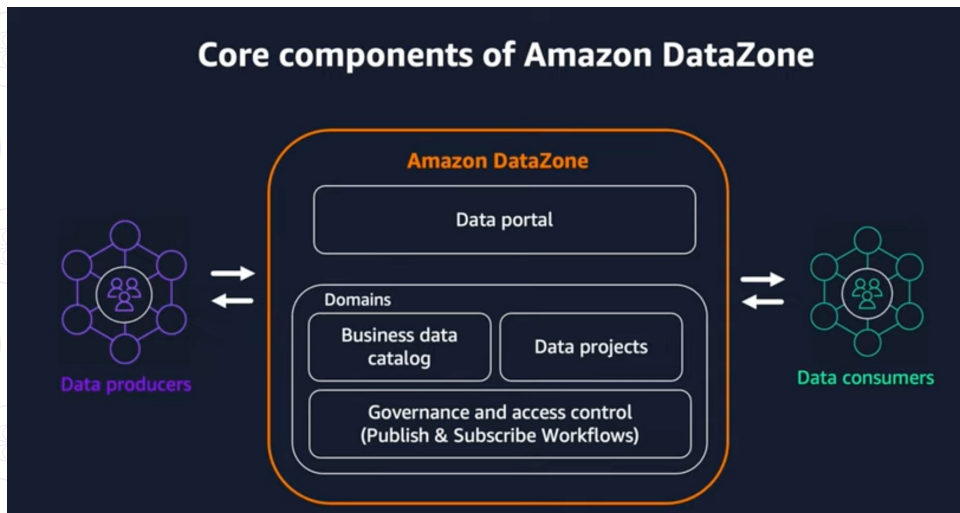 Core components of Amazon DataZone
Amazon DataZone
Data portal
Domains
Business data
catalog
Data projects
Governance and access control
(Publish & Subscribe Workflows)
Data producers
Data consumers